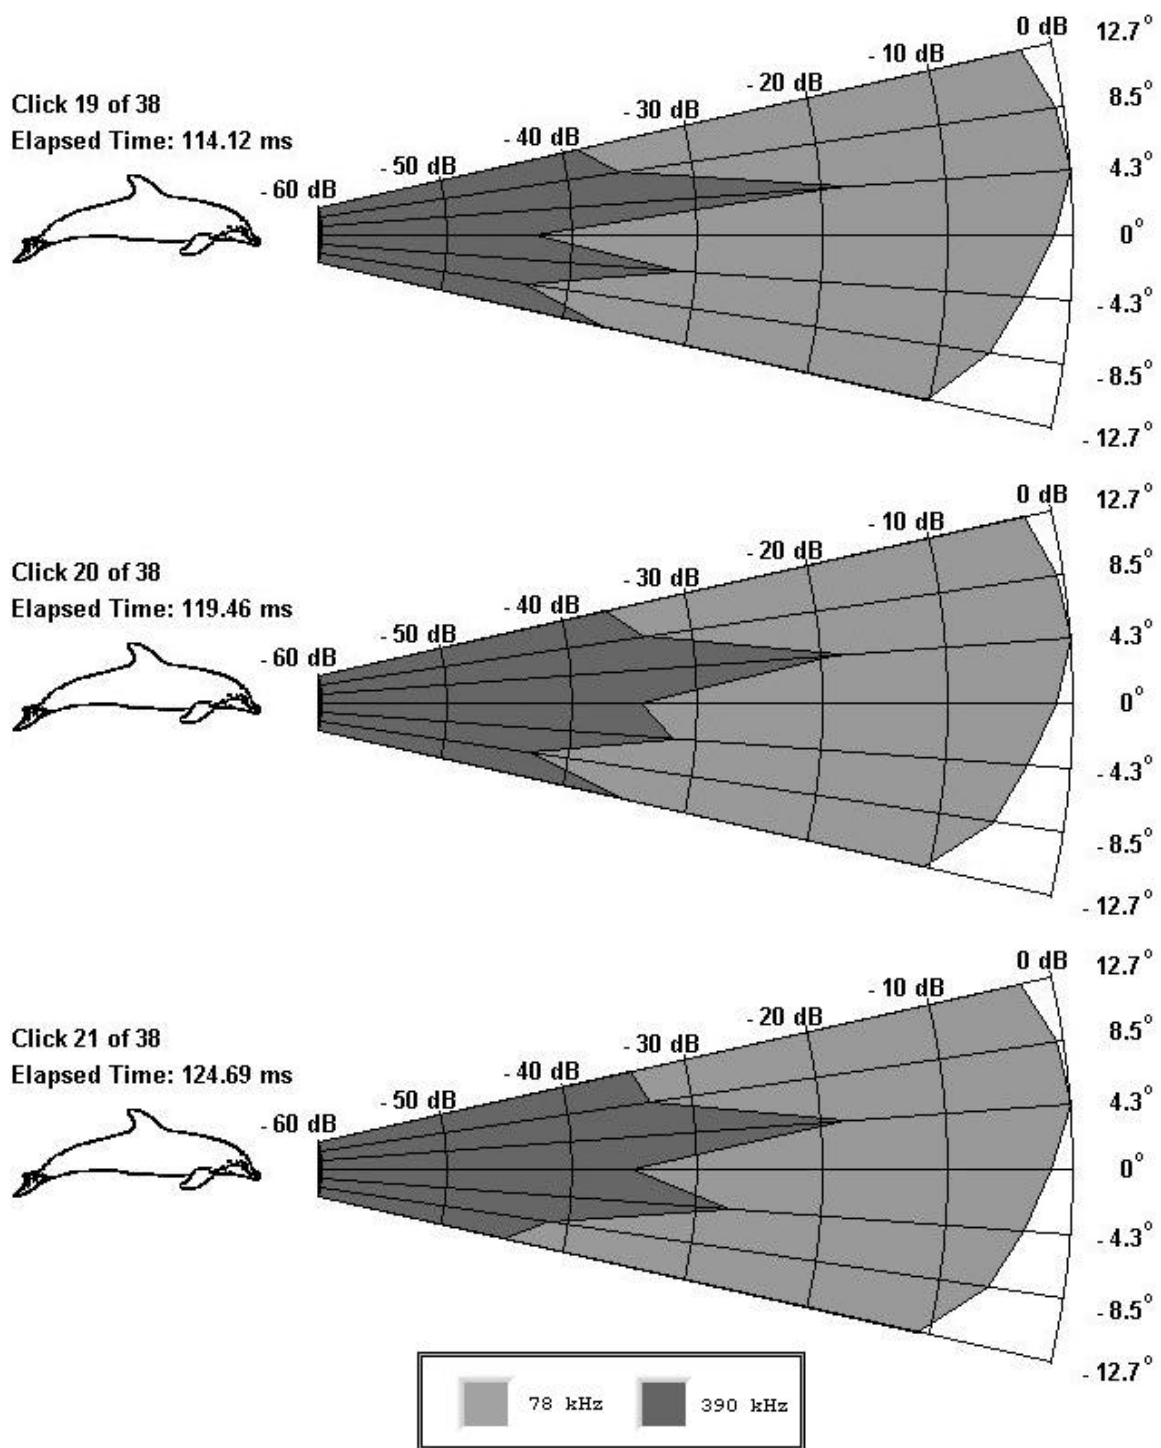 0 dB 12.7°
- 10 dB
- 20 dB 8.5°
Click 19 of 38
- 30 dB
Elapsed Time: 114.12 ms
- 40 dB
- 50 dB 4.3°
- 60 dB
0°
- 4.3°
- 8.5°
- 12.7°
0 dB 12.7°
- 10 dB
- 20 dB 8.5°
Click 20 of 38
- 30 dB
Elapsed Time: 119.46 ms
- 40 dB
- 50 dB 4.3°
- 60 dB
0°
- 4.3°
- 8.5°
- 12.7°
0 dB 12.7°
- 10 dB
- 20 dB 8.5°
Click 21 of 38
- 30 dB
Elapsed Time: 124.69 ms
- 40 dB
- 50 dB 4.3°
- 60 dB
0°
- 4.3°
- 8.5°
- 12.7°
78 kHz 390 kHz